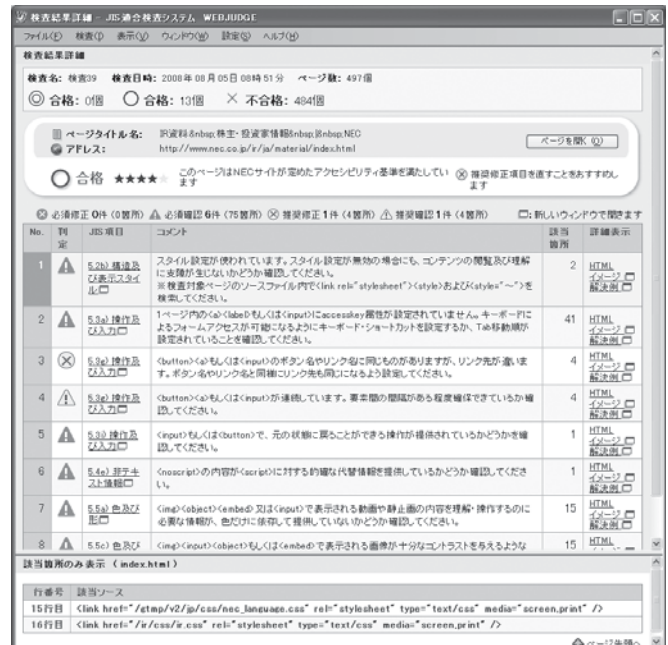 検査結果詳細 - JIS適合検査システム WEBJUDGE
ファイル(F) 検査(I) 表示(V) ウィンドウ(W) 設定(S) ヘルプ(H)
検査結果詳細
検査名: 検査39 検査日時: 2008年08月05日08時51分 ページ数: 497個
◎ 合格: 0個 ○ 合格: 13個 × 不合格: 484個
ページタイトル名: IR資料&nbsp;株主・投資家情報&nbsp;|&nbsp;NEC
アドレス: http://www.nec.co.jp/ir/ja/material/index.html
ページを開く(O)
○ 合格 ★★★★★ このページはNECサイトが定めたアクセシビリティ基準を満たしています
推奨修正項目を直すことをおすすめします
必須修正 0件 (0箇所) 必須確認 6件 (75箇所) 推奨修正 1件 (4箇所) 推奨確認 1件 (4箇所) 新しいウィンドウで開きます
No. 判定 JIS項目 コメント 該当箇所 詳細表示
1 5.2b) 構造及び表示スタイル スタイル設定が使われています。スタイル設定が無効の場合にも、コンテンツの閲覧及び理解に支障が生じないかどうか確認してください。
※検査対象ページのソースファイル内で<link rel="stylesheet"><style>および<style="~">を検索してください。 2 HTML イメージ 解決例
2 5.3a) 操作及び入力 1ページ内の<a><label>もしくは<input>にaccesskey属性が設定されていません。キーボードによるフォームアクセスが可能になるようにキーボード・ショートカットを設定するか、Tab移動順が設定されていることを確認してください。 41 HTML イメージ 解決例
3 5.3e) 操作及び入力 <button><a>もしくは<input>のボタン名やリンク名に同じものがありますが、リンク先が違います。ボタン名やリンク名と同様にリンク先も同じになるよう設定してください。 4 HTML イメージ 解決例
4 5.3e) 操作及び入力 <button><a>もしくは<input>が連続しています。要素間の間隔がある程度確保できているか確認してください。 4 HTML イメージ 解決例
5 5.3i) 操作及び入力 <input>もしくは<button>で、元の状態に戻ることができる操作が提供されているかどうかを確認してください。 1 HTML イメージ 解決例
6 5.4e) 非テキスト情報 <noscript>の内容が<script>に対する的確な代替情報を提供しているかどうか確認してください。 1 HTML イメージ 解決例
7 5.5a) 色及び形 <img><object><embed>又は<input>で表示される動画や静止画の内容を理解・操作するのに必要な情報が、色だけに依存して提供していないかどうか確認してください。 15 HTML イメージ 解決例
8 5.5c) 色及び <img><input><object>もしくは<embed>で表示される画像が十分なコントラストを与えるような 15 HTML
該当箇所のみ表示 (index.html)
行番号 該当ソース
15行目 <link href="/gtmp/v2/jp/css/nec_language.css" rel="stylesheet" type="text/css" media="screen,print" />
16行目 <link href="/ir/css/ir.css" rel="stylesheet" type="text/css" media="screen,print" />
ページ先頭へ